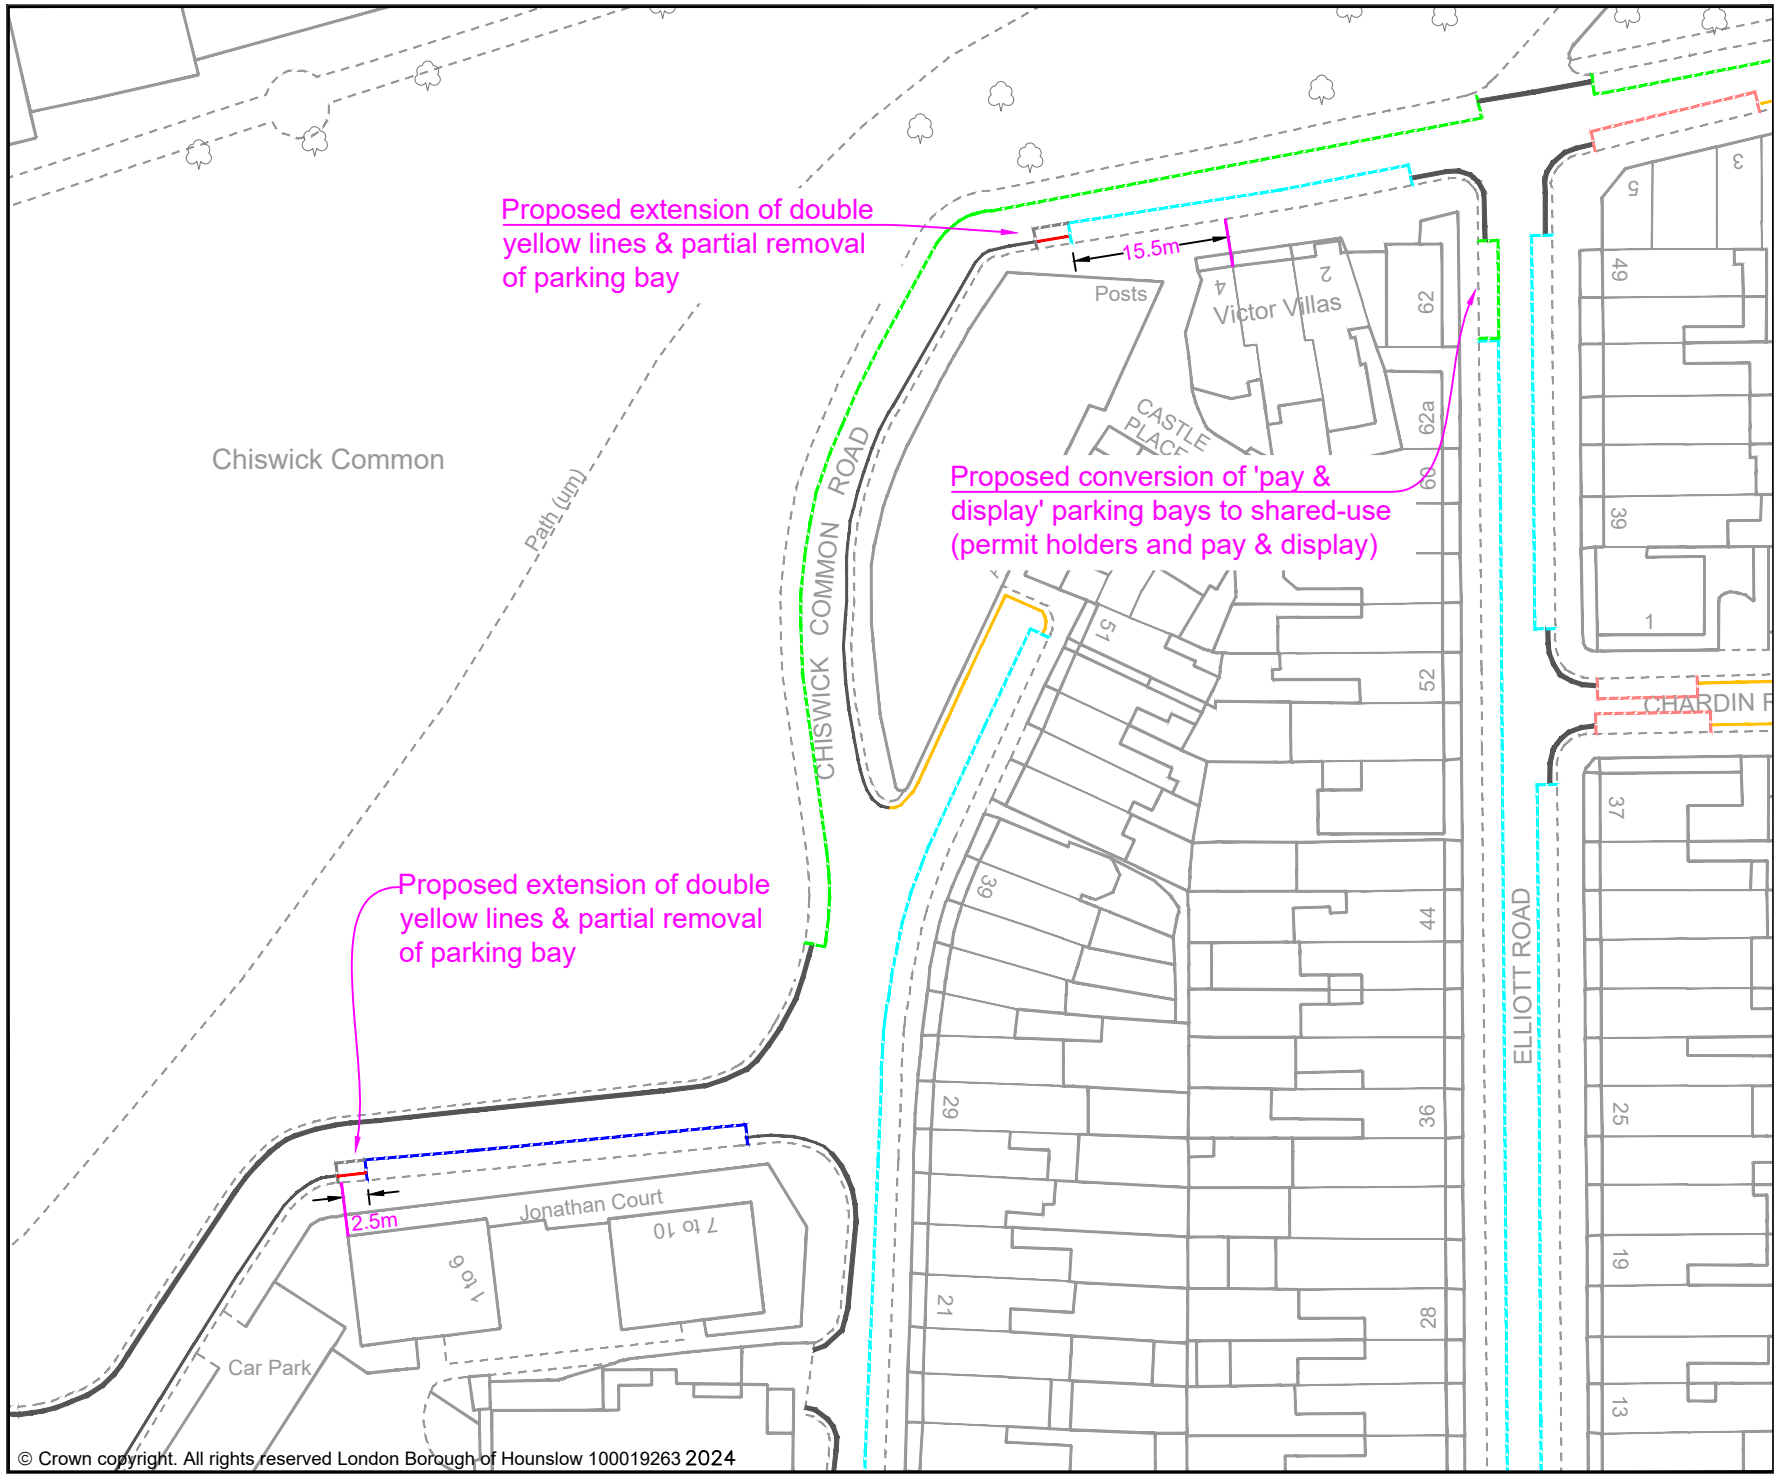 Proposed extension of double
yellow lines & partial removal
of parking bay
15.5m
Posts
4
2
Victor Villas
62
5
3
49
62a
CASTLE
PLACE
Chiswick Common
Path (um)
CHISWICK COMMON ROAD
Proposed conversion of 'pay &
display' parking bays to shared-use
(permit holders and pay & display)
60
39
1
51
52
CHARDIN R
37
39
44
ELLIOTT ROAD
Proposed extension of double
yellow lines & partial removal
of parking bay
29
36
25
Jonathan Court
2.5m
7 to 10
1 to 6
19
21
28
Car Park
13
© Crown copyright. All rights reserved London Borough of Hounslow 100019263 2024